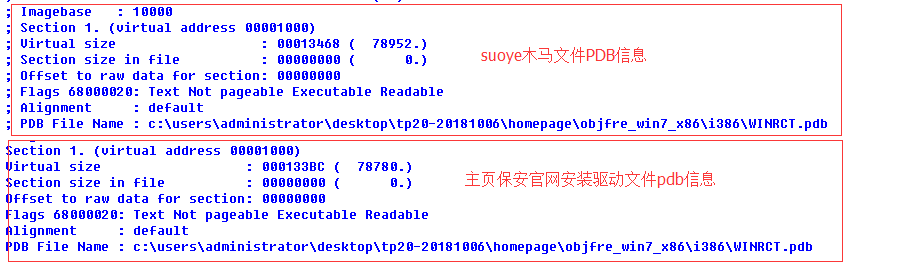 ; Imagebase   : 10000
; Section 1. (virtual address 00001000)
; Virtual size                  : 00013468 (  78952.)
; Section size in file          : 00000000 (      0.)
; Offset to raw data for section: 00000000
; Flags 68000020: Text Not pageable Executable Readable
; Alignment     : default
; PDB File Name : c:\users\administrator\desktop\tp20-20181006\homepage\objfre_win7_x86\i386\WINRCT.pdb
suoye木马文件PDB信息
Section 1. (virtual address 00001000)
Virtual size                  : 000133BC (  78780.)
Section size in file          : 00000000 (      0.)
Offset to raw data for section: 00000000
Flags 68000020: Text Not pageable Executable Readable
Alignment     : default
PDB File Name : c:\users\administrator\desktop\tp20-20181006\homepage\objfre_win7_x86\i386\WINRCT.pdb
主页保安官网安装驱动文件pdb信息